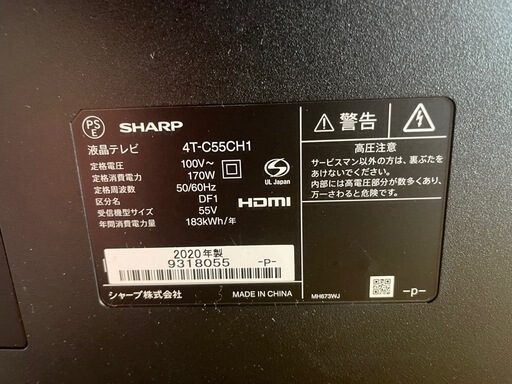 PS
E
SHARP
液晶テレビ 4T-C55CH1
定格電圧 100V~
定格消費電力 170W
定格周波数 50/60Hz
区分名 DF1
受信機型サイズ 55V
年間消費電力量 183kWh/年
S
UL Japan
HDMI
2020年製
9318055 -P-
シャープ株式会社 MADE IN CHINA
警告
高圧注意
サービスマン以外の方は、裏ぶたを
あけないでください。
内部には高電圧部分が数多くあり、
万一さわると危険です。
MH673WJ
-p-